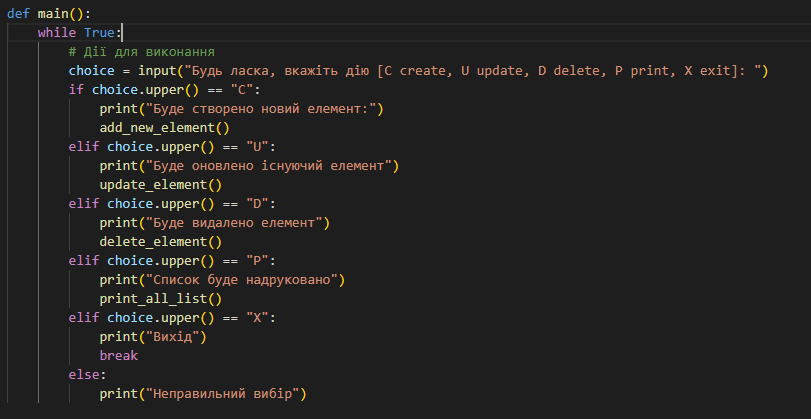 def main():
    while True:
        # Дії для виконання
        choice = input("Будь ласка, вкажіть дію [C create, U update, D delete, P print, X exit]: ")
        if choice.upper() == "C":
            print("Буде створено новий елемент:")
            add_new_element()
        elif choice.upper() == "U":
            print("Буде оновлено існуючий елемент")
            update_element()
        elif choice.upper() == "D":
            print("Буде видалено елемент")
            delete_element()
        elif choice.upper() == "P":
            print("Список буде надруковано")
            print_all_list()
        elif choice.upper() == "X":
            print("Вихід")
            break
        else:
            print("Неправильний вибір")